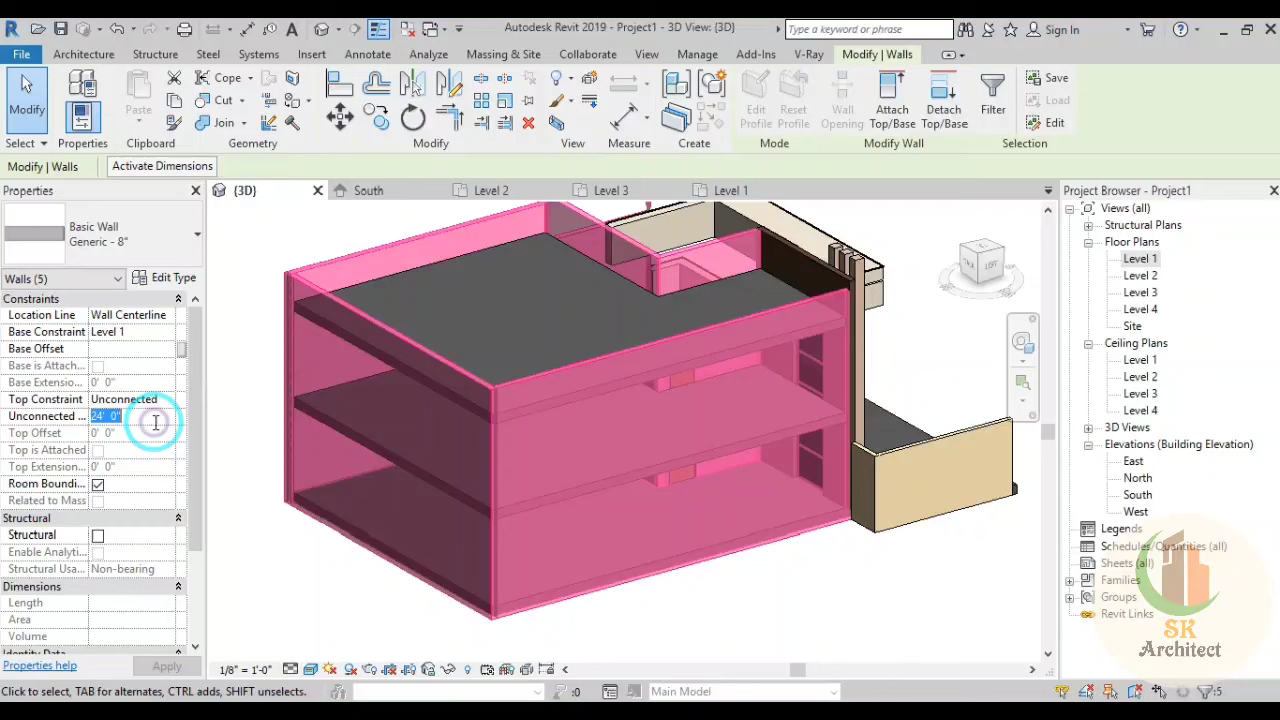 Autodesk Revit 2019 - Project1 - 3D View: {3D}
Type a keyword or phrase
Sign In
File Architecture Structure Steel Systems Insert Annotate Analyze Massing & Site Collaborate View Manage Add-Ins V-Ray Modify | Walls
Modify
Paste
Cope
Cut
Join
Edit Profile
Reset Profile
Wall Opening
Attach Top/Base
Detach Top/Base
Filter
Save
Load
Edit
Select Properties Clipboard Geometry Modify View Measure Create Mode Modify Wall Selection
Modify | Walls Activate Dimensions
Properties
{3D} South Level 2 Level 3 Level 1
Basic Wall
Generic - 8"
Walls (5) Edit Type
Constraints
Location Line Wall Centerline
Base Constraint Level 1
Base Offset
Base is Attach...
Base Extensio... 0' 0"
Top Constraint Unconnected
Unconnected ... 24' 0"
Top Offset 0' 0"
Top is Attached
Top Extension... 0' 0"
Room Boundi...
Related to Mass
Structural
Structural
Enable Analyti...
Structural Usa... Non-bearing
Dimensions
Length
Area
Volume
Identity Data
Properties help Apply
Project Browser - Project1
Views (all)
Structural Plans
Floor Plans
Level 1
Level 2
Level 3
Level 4
Site
Ceiling Plans
Level 1
Level 2
Level 3
Level 4
3D Views
Elevations (Building Elevation)
East
North
South
West
Legends
Schedules/Quantities (all)
Sheets (all)
Families
Groups
Revit Links
SK
Architect
1/8" = 1'-0"
Click to select, TAB for alternates, CTRL adds, SHIFT unselects.
:0
Main Model
:5